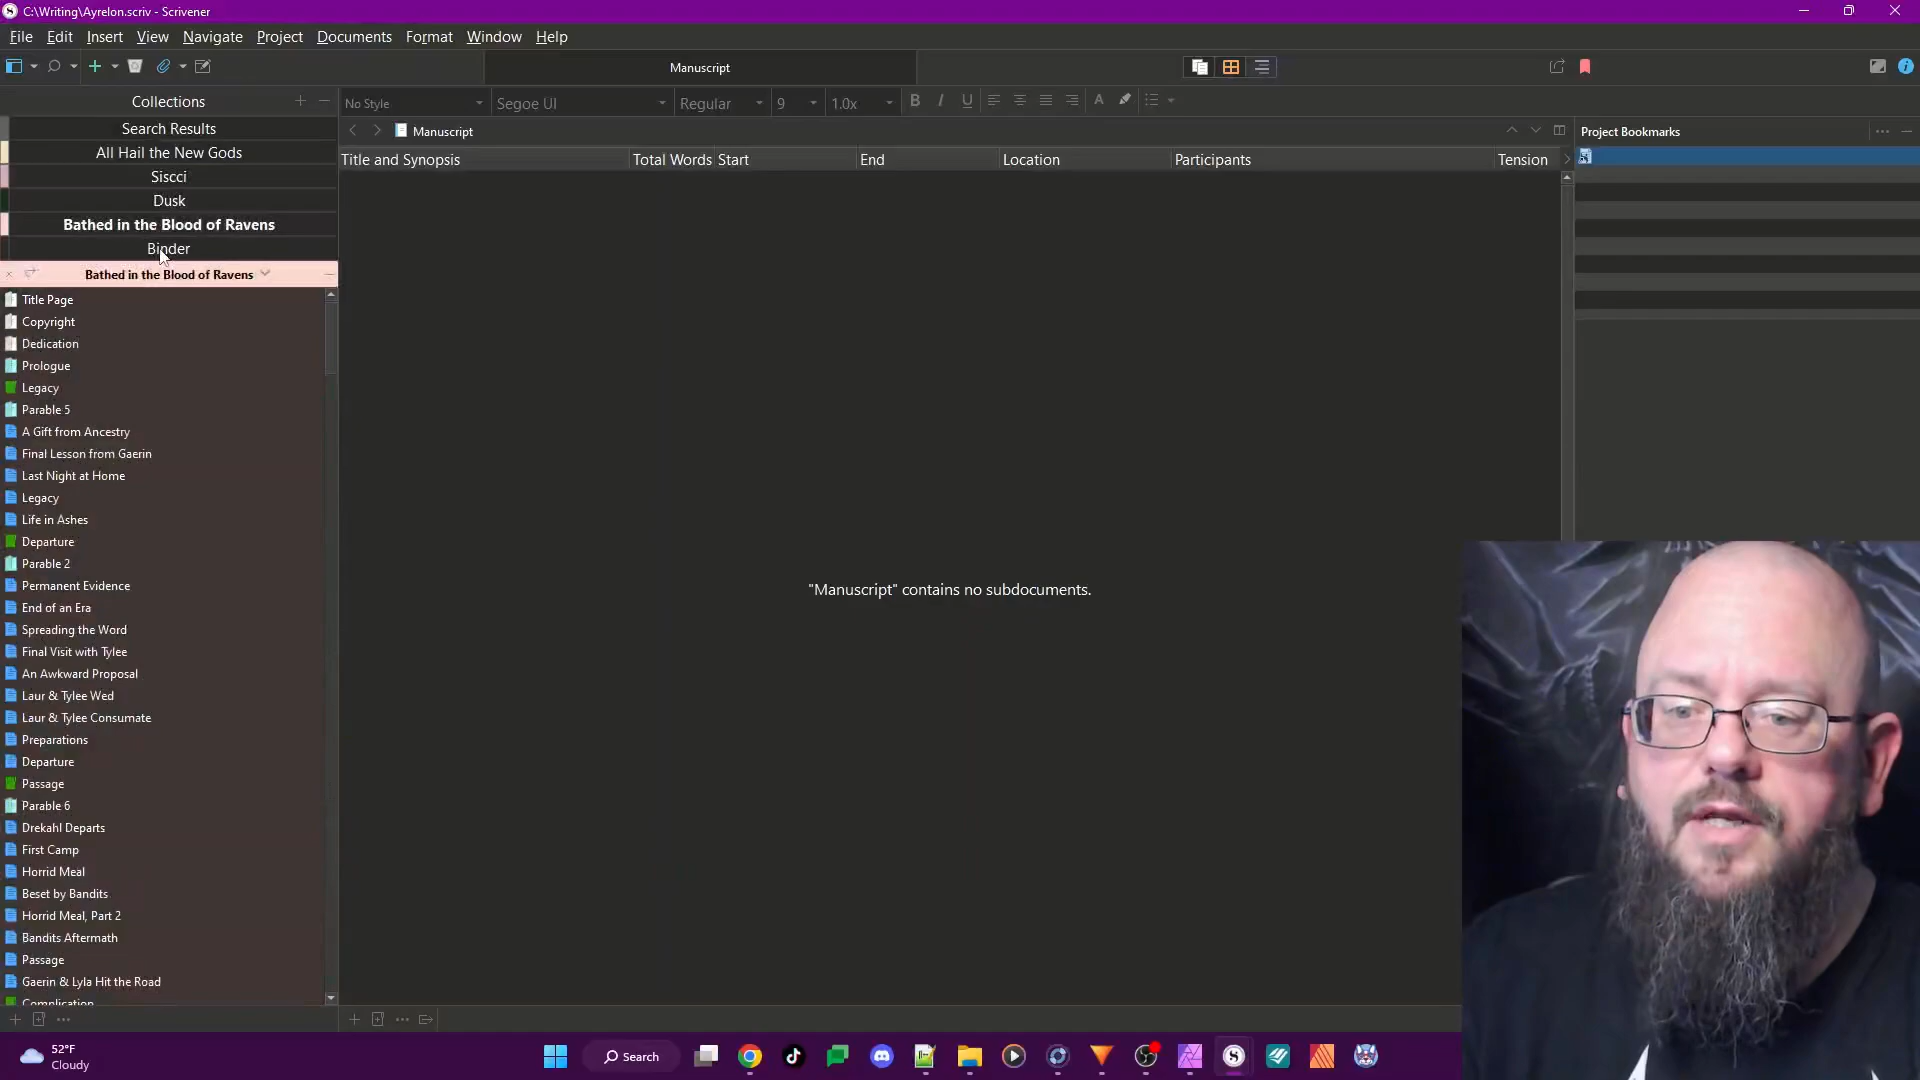 C:\Writing\Ayrelon.scriv - Scrivener
File Edit Insert View Navigate Project Documents Format Window Help
Manuscript
Collections
No Style Segoe UI Regular 9 1.0x B I U A
Search Results
All Hail the New Gods
Siscci
Dusk
Bathed in the Blood of Ravens
Binder
Bathed in the Blood of Ravens
Title Page
Copyright
Dedication
Prologue
Legacy
Parable 5
A Gift from Ancestry
Final Lesson from Gaerin
Last Night at Home
Legacy
Life in Ashes
Departure
Parable 2
Permanent Evidence
End of an Era
Spreading the Word
Final Visit with Tylee
An Awkward Proposal
Laur & Tylee Wed
Laur & Tylee Consumate
Preparations
Departure
Passage
Parable 6
Drekahl Departs
First Camp
Horrid Meal
Beset by Bandits
Horrid Meal, Part 2
Bandits Aftermath
Passage
Gaerin & Lyla Hit the Road
Complication
Manuscript
Title and Synopsis Total Words Start End Location Participants Tension
"Manuscript" contains no subdocuments.
Project Bookmarks
52°F
Cloudy
Search